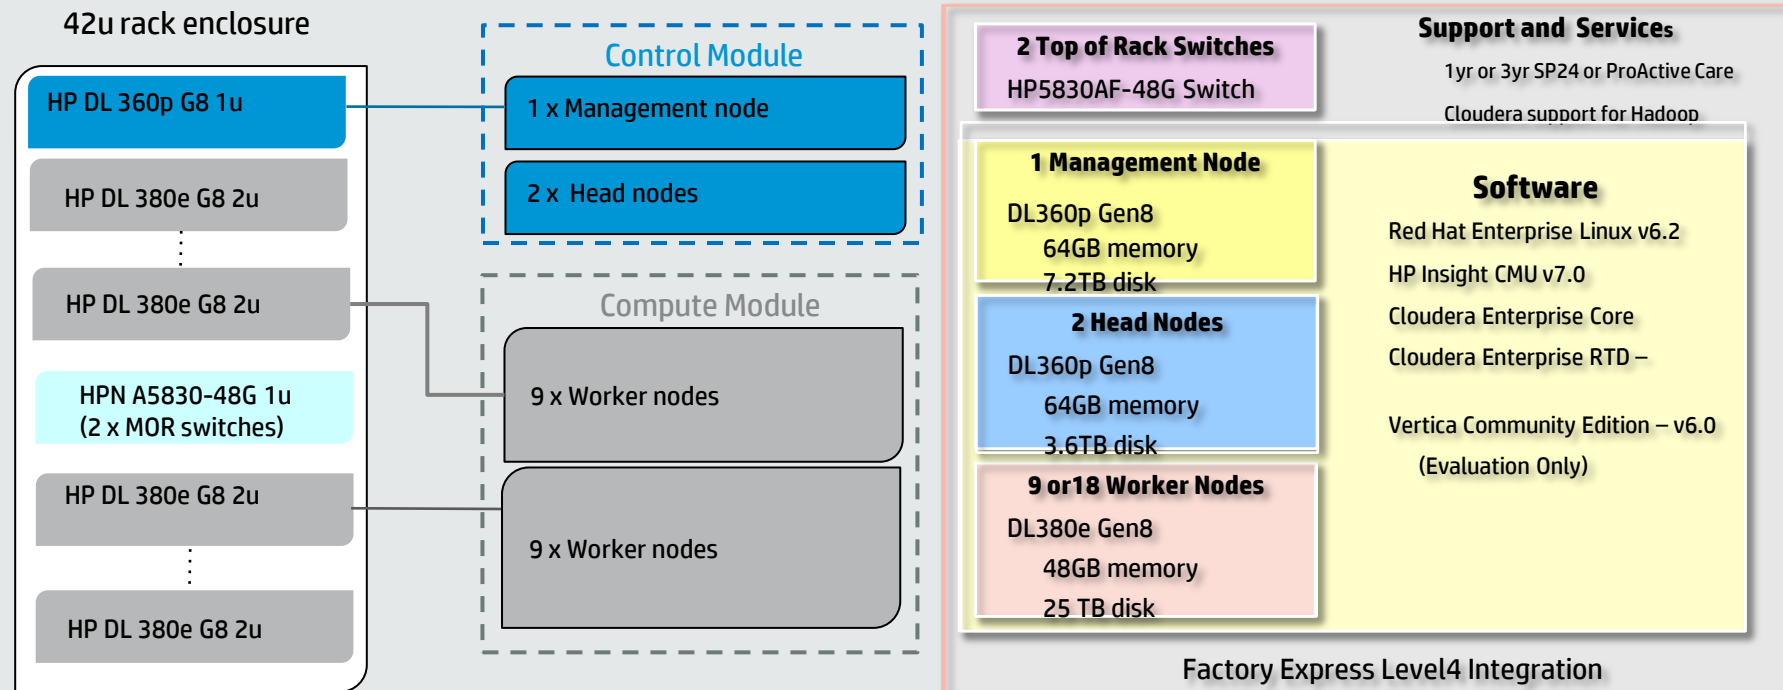 42u rack enclosure
HP DL 360p G8 1u
HP DL 380e G8 2u
HP DL 380e G8 2u
HPN A5830-48G 1u
(2 x MOR switches)
HP DL 380e G8 2u
HP DL 380e G8 2u
Control Module
1 x Management node
2 x Head nodes
Compute Module
9 x Worker nodes
9 x Worker nodes
2 Top of Rack Switches
HP5830AF-48G Switch
Support and Services
1yr or 3yr SP24 or ProActive Care
Cloudera support for Hadoop
1 Management Node
DL360p Gen8
64GB memory
7.2TB disk
2 Head Nodes
DL360p Gen8
64GB memory
3.6TB disk
9 or18 Worker Nodes
DL380e Gen8
48GB memory
25 TB disk
Software
Red Hat Enterprise Linux v6.2
HP Insight CMU v7.0
Cloudera Enterprise Core
Cloudera Enterprise RTD –
Vertica Community Edition – v6.0
(Evaluation Only)
Factory Express Level4 Integration